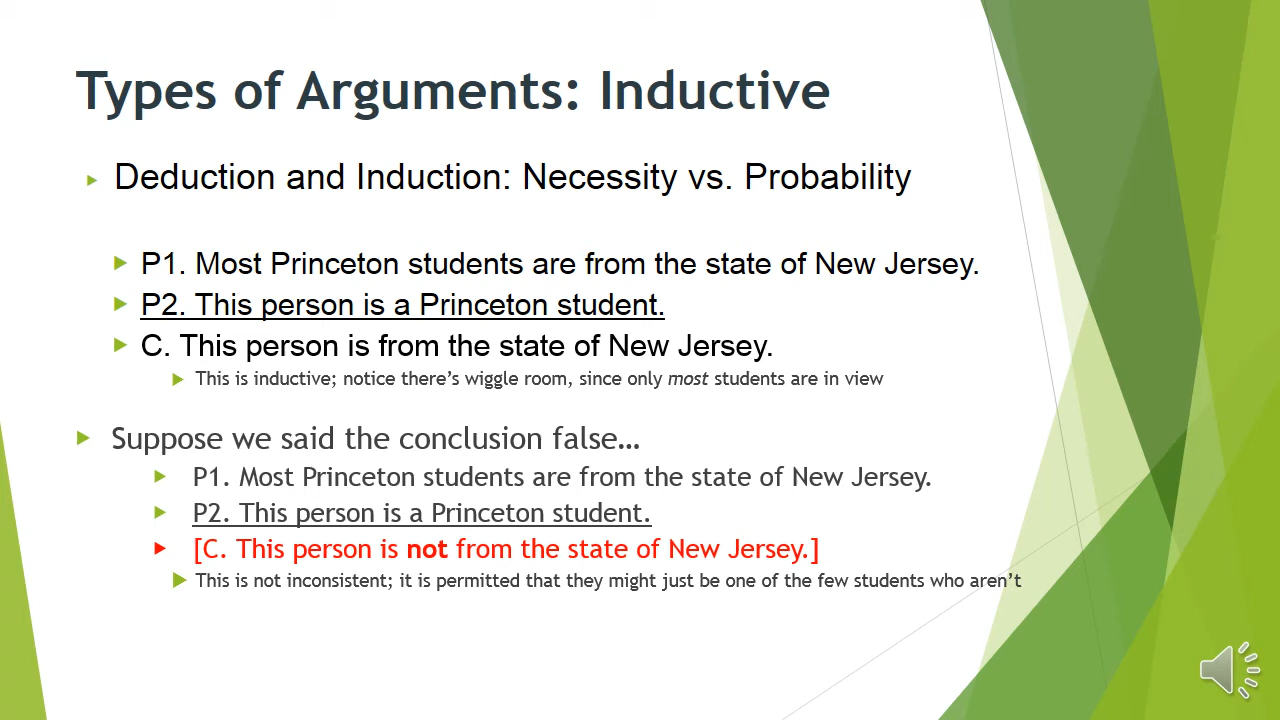 Types of Arguments: Inductive
Deduction and Induction: Necessity vs. Probability
P1. Most Princeton students are from the state of New Jersey.
P2. This person is a Princeton student.
C. This person is from the state of New Jersey.
This is inductive; notice there's wiggle room, since only most students are in view
Suppose we said the conclusion false…
P1. Most Princeton students are from the state of New Jersey.
P2. This person is a Princeton student.
[C. This person is not from the state of New Jersey.]
This is not inconsistent; it is permitted that they might just be one of the few students who aren't